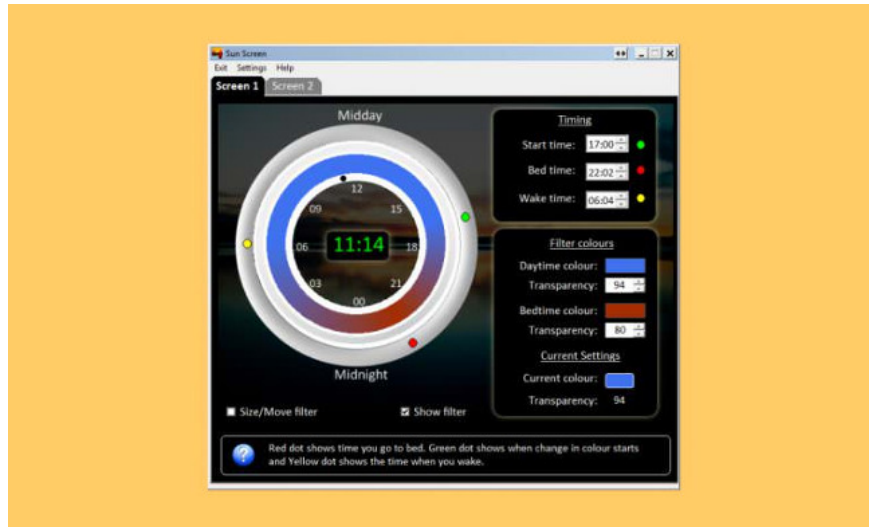 Sun Screen
Exit Settings Help
Screen 1 Screen 2
Midday
12
09 15
06 11:14 18
03 21
00
Midnight
Size/Move filter Show filter
Timing
Start time: 17:00
Bed time: 22:02
Wake time: 06:04
Filter colours
Daytime colour:
Transparency: 94
Bedtime colour:
Transparency: 80
Current Settings
Current colour:
Transparency: 94
Red dot shows time you go to bed. Green dot shows when change in colour starts
and Yellow dot shows the time when you wake.